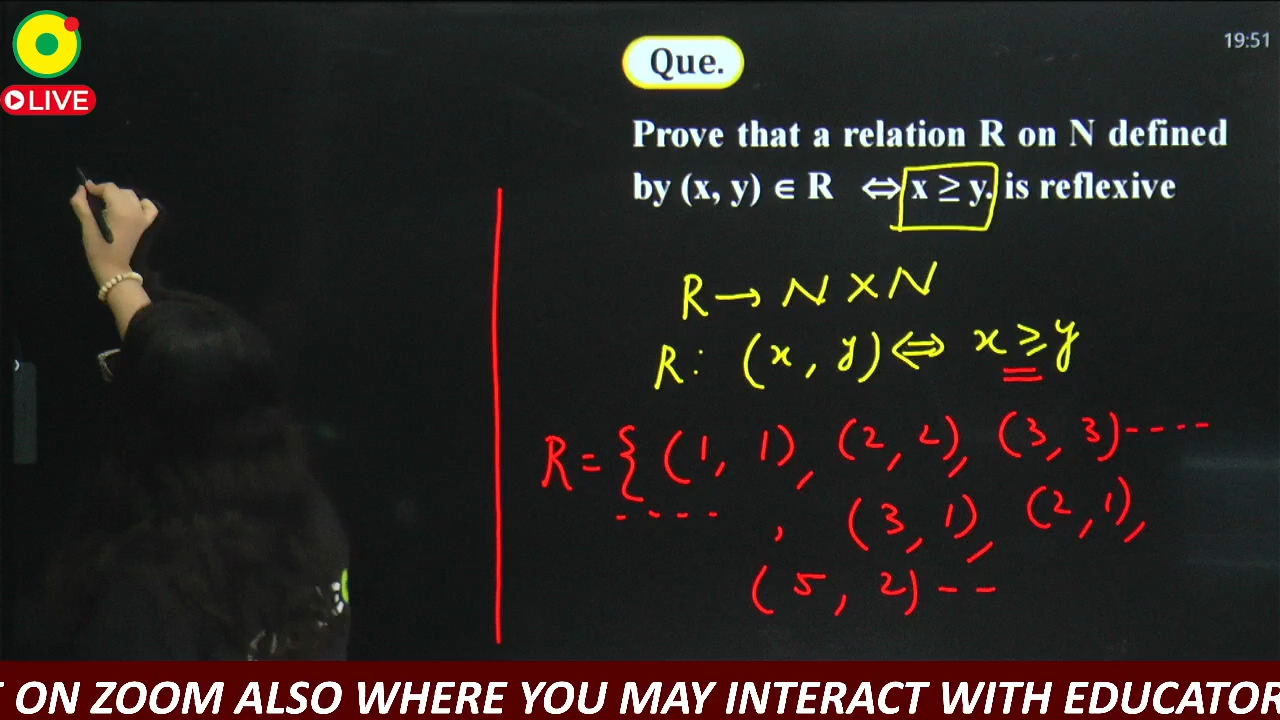 19:51
LIVE
Que.
Prove that a relation R on N defined
by (x, y) ∈ R ⇔ x ≥ y. is reflexive
R → N × N
R : (x, y) ⇔ x ≥ y
R = { (1, 1), (2, 2), (3, 3) ----
----, (3, 1), (2, 1),
(5, 2) --
ON ZOOM ALSO WHERE YOU MAY INTERACT WITH EDUCATOR